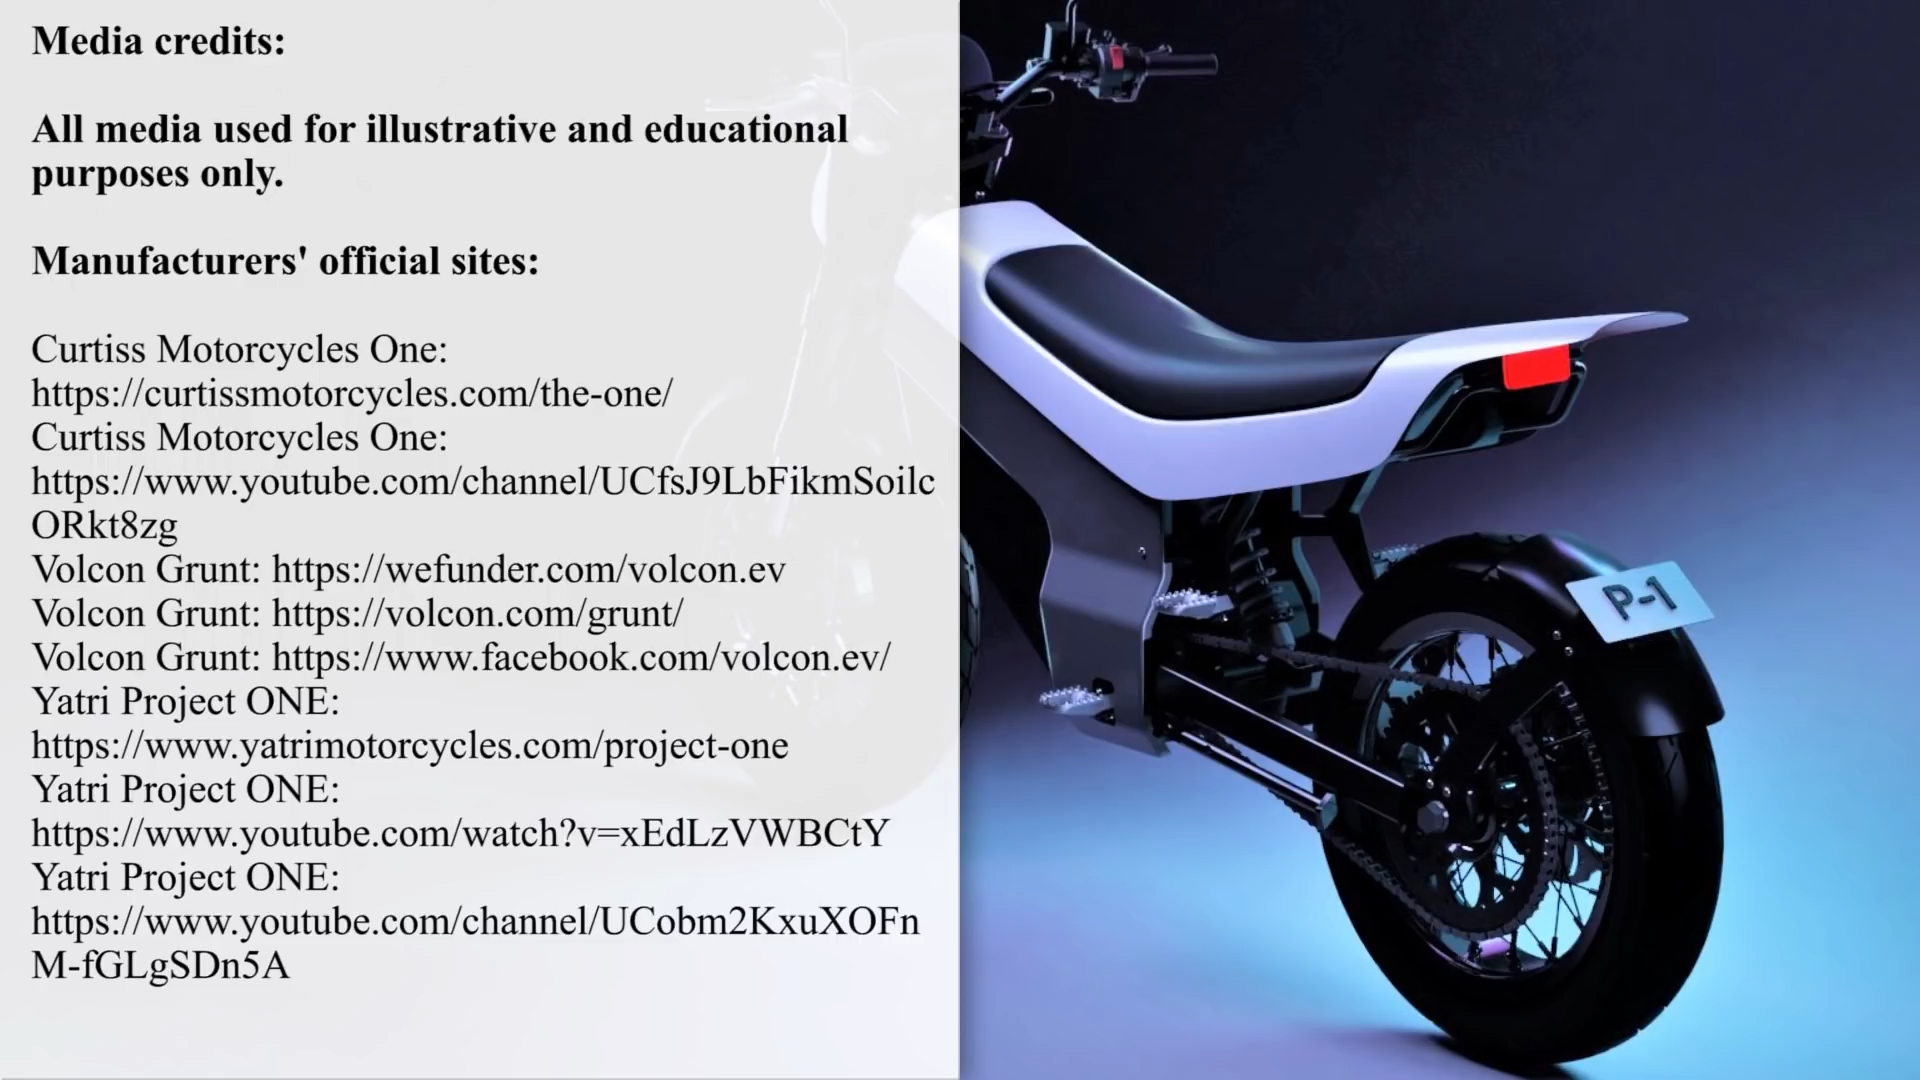 Media credits:
All media used for illustrative and educational
purposes only.
Manufacturers' official sites:
Curtiss Motorcycles One:
https://curtissmotorcycles.com/the-one/
Curtiss Motorcycles One:
https://www.youtube.com/channel/UCfsJ9LbFikmSoilc
ORkt8zg
Volcon Grunt: https://wefunder.com/volcon.ev
Volcon Grunt: https://volcon.com/grunt/
Volcon Grunt: https://www.facebook.com/volcon.ev/
Yatri Project ONE:
https://www.yatrimotorcycles.com/project-one
Yatri Project ONE:
https://www.youtube.com/watch?v=xEdLzVWBCtY
Yatri Project ONE:
https://www.youtube.com/channel/UCobm2KxuXOFn
M-fGLgSDn5A
P-1